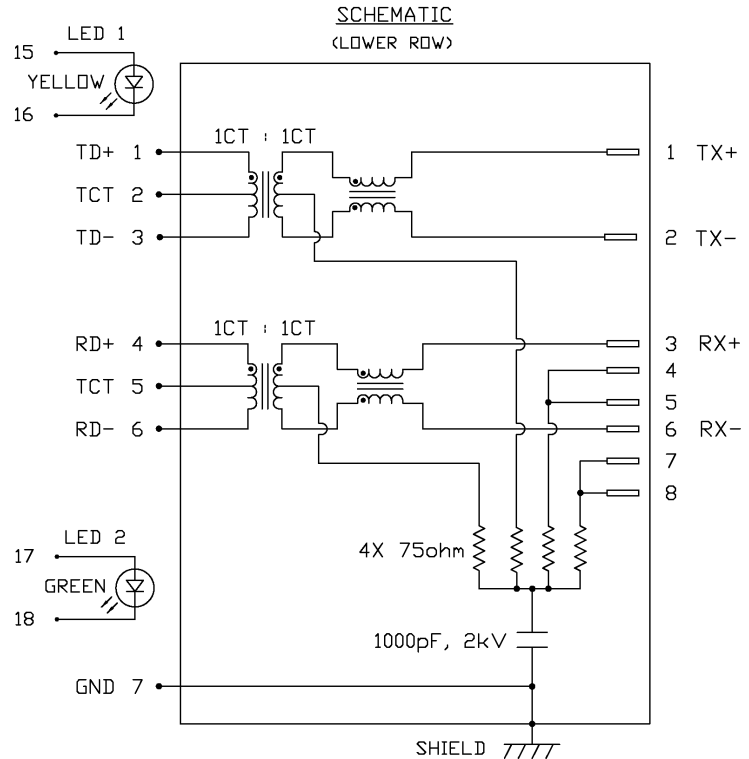 SCHEMATIC
(LOWER ROW)
LED 1
15
YELLOW
16
1CT : 1CT
TD+ 1
1 TX+
TCT 2
TD- 3
2 TX-
1CT : 1CT
RD+ 4
3 RX+
4
TCT 5
5
RD- 6
6 RX-
7
8
LED 2
17
4X 75ohm
GREEN
18
1000pF, 2kV
GND 7
SHIELD